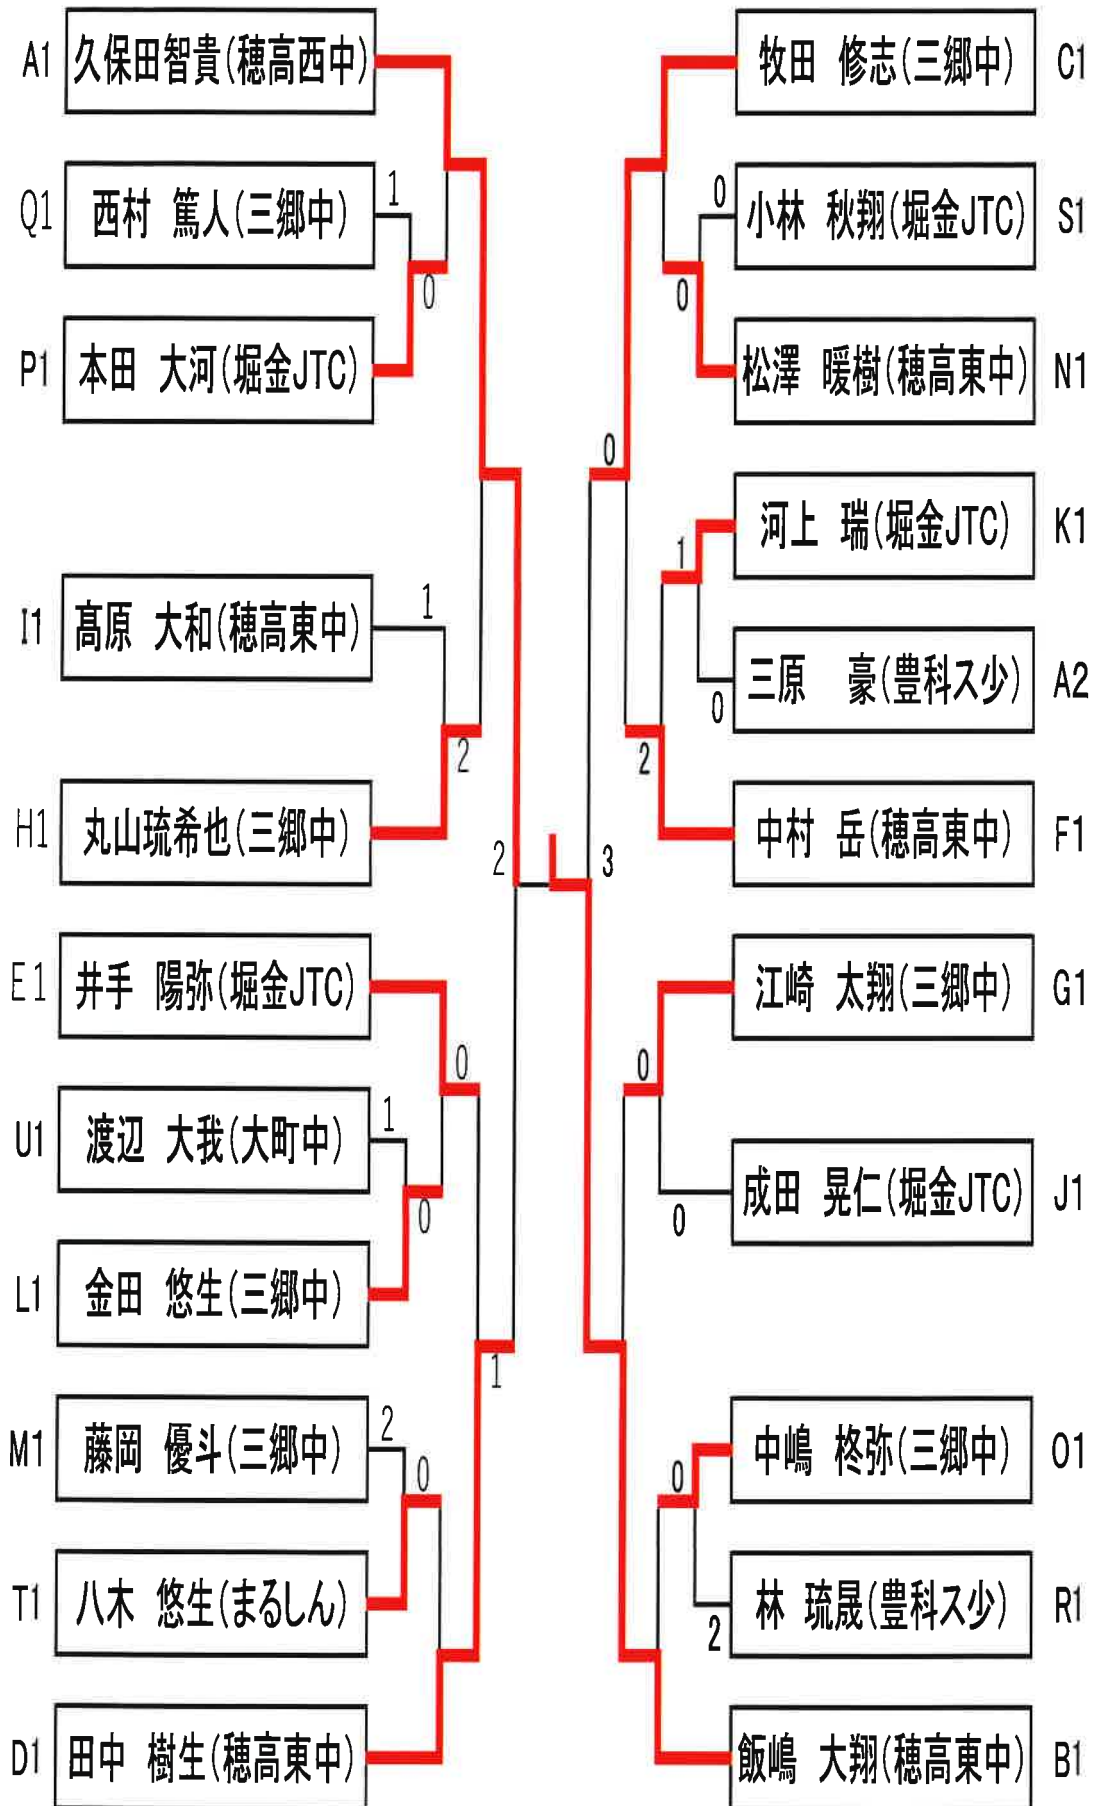 A1 久保田智貴(穂高西中)
Q1 西村 篤人(三郷中) 1
0
P1 本田 大河(堀金JTC)
I1 髙原 大和(穂高東中) 1
2
H1 丸山琉希也(三郷中)
2
E1 井手 陽弥(堀金JTC)
0
U1 渡辺 大我(大町中) 1
0
L1 金田 悠生(三郷中)
1
M1 藤岡 優斗(三郷中) 2
0
T1 八木 悠生(まるしん)
D1 田中 樹生(穂高東中)
牧田 修志(三郷中) C1
0 小林 秋翔(堀金JTC) S1
0
松澤 暖樹(穂高東中) N1
0
河上 瑞(堀金JTC) K1
1
0 三原 豪(豊科ス少) A2
2
中村 岳(穂高東中) F1
3
江崎 太翔(三郷中) G1
0
0 成田 晃仁(堀金JTC) J1
中嶋 柊弥(三郷中) O1
0
2 林 琉晟(豊科ス少) R1
飯嶋 大翔(穂高東中) B1